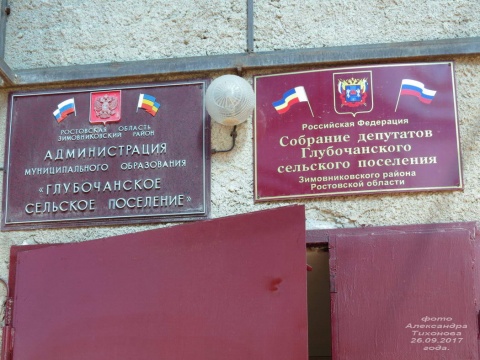 РОСТОВСКАЯ ОБЛАСТЬ
ЗИМОВНИКОВСКИЙ РАЙОН
АДМИНИСТРАЦИЯ
МУНИЦИПАЛЬНОГО ОБРАЗОВАНИЯ
«ГЛУБОЧАНСКОЕ
СЕЛЬСКОЕ ПОСЕЛЕНИЕ»
Российская Федерация
Собрание депутатов
Глубочанского
сельского поселения
Зимовниковского района
Ростовской области
фото
Александра
Тихонова
26.09.2017
года.